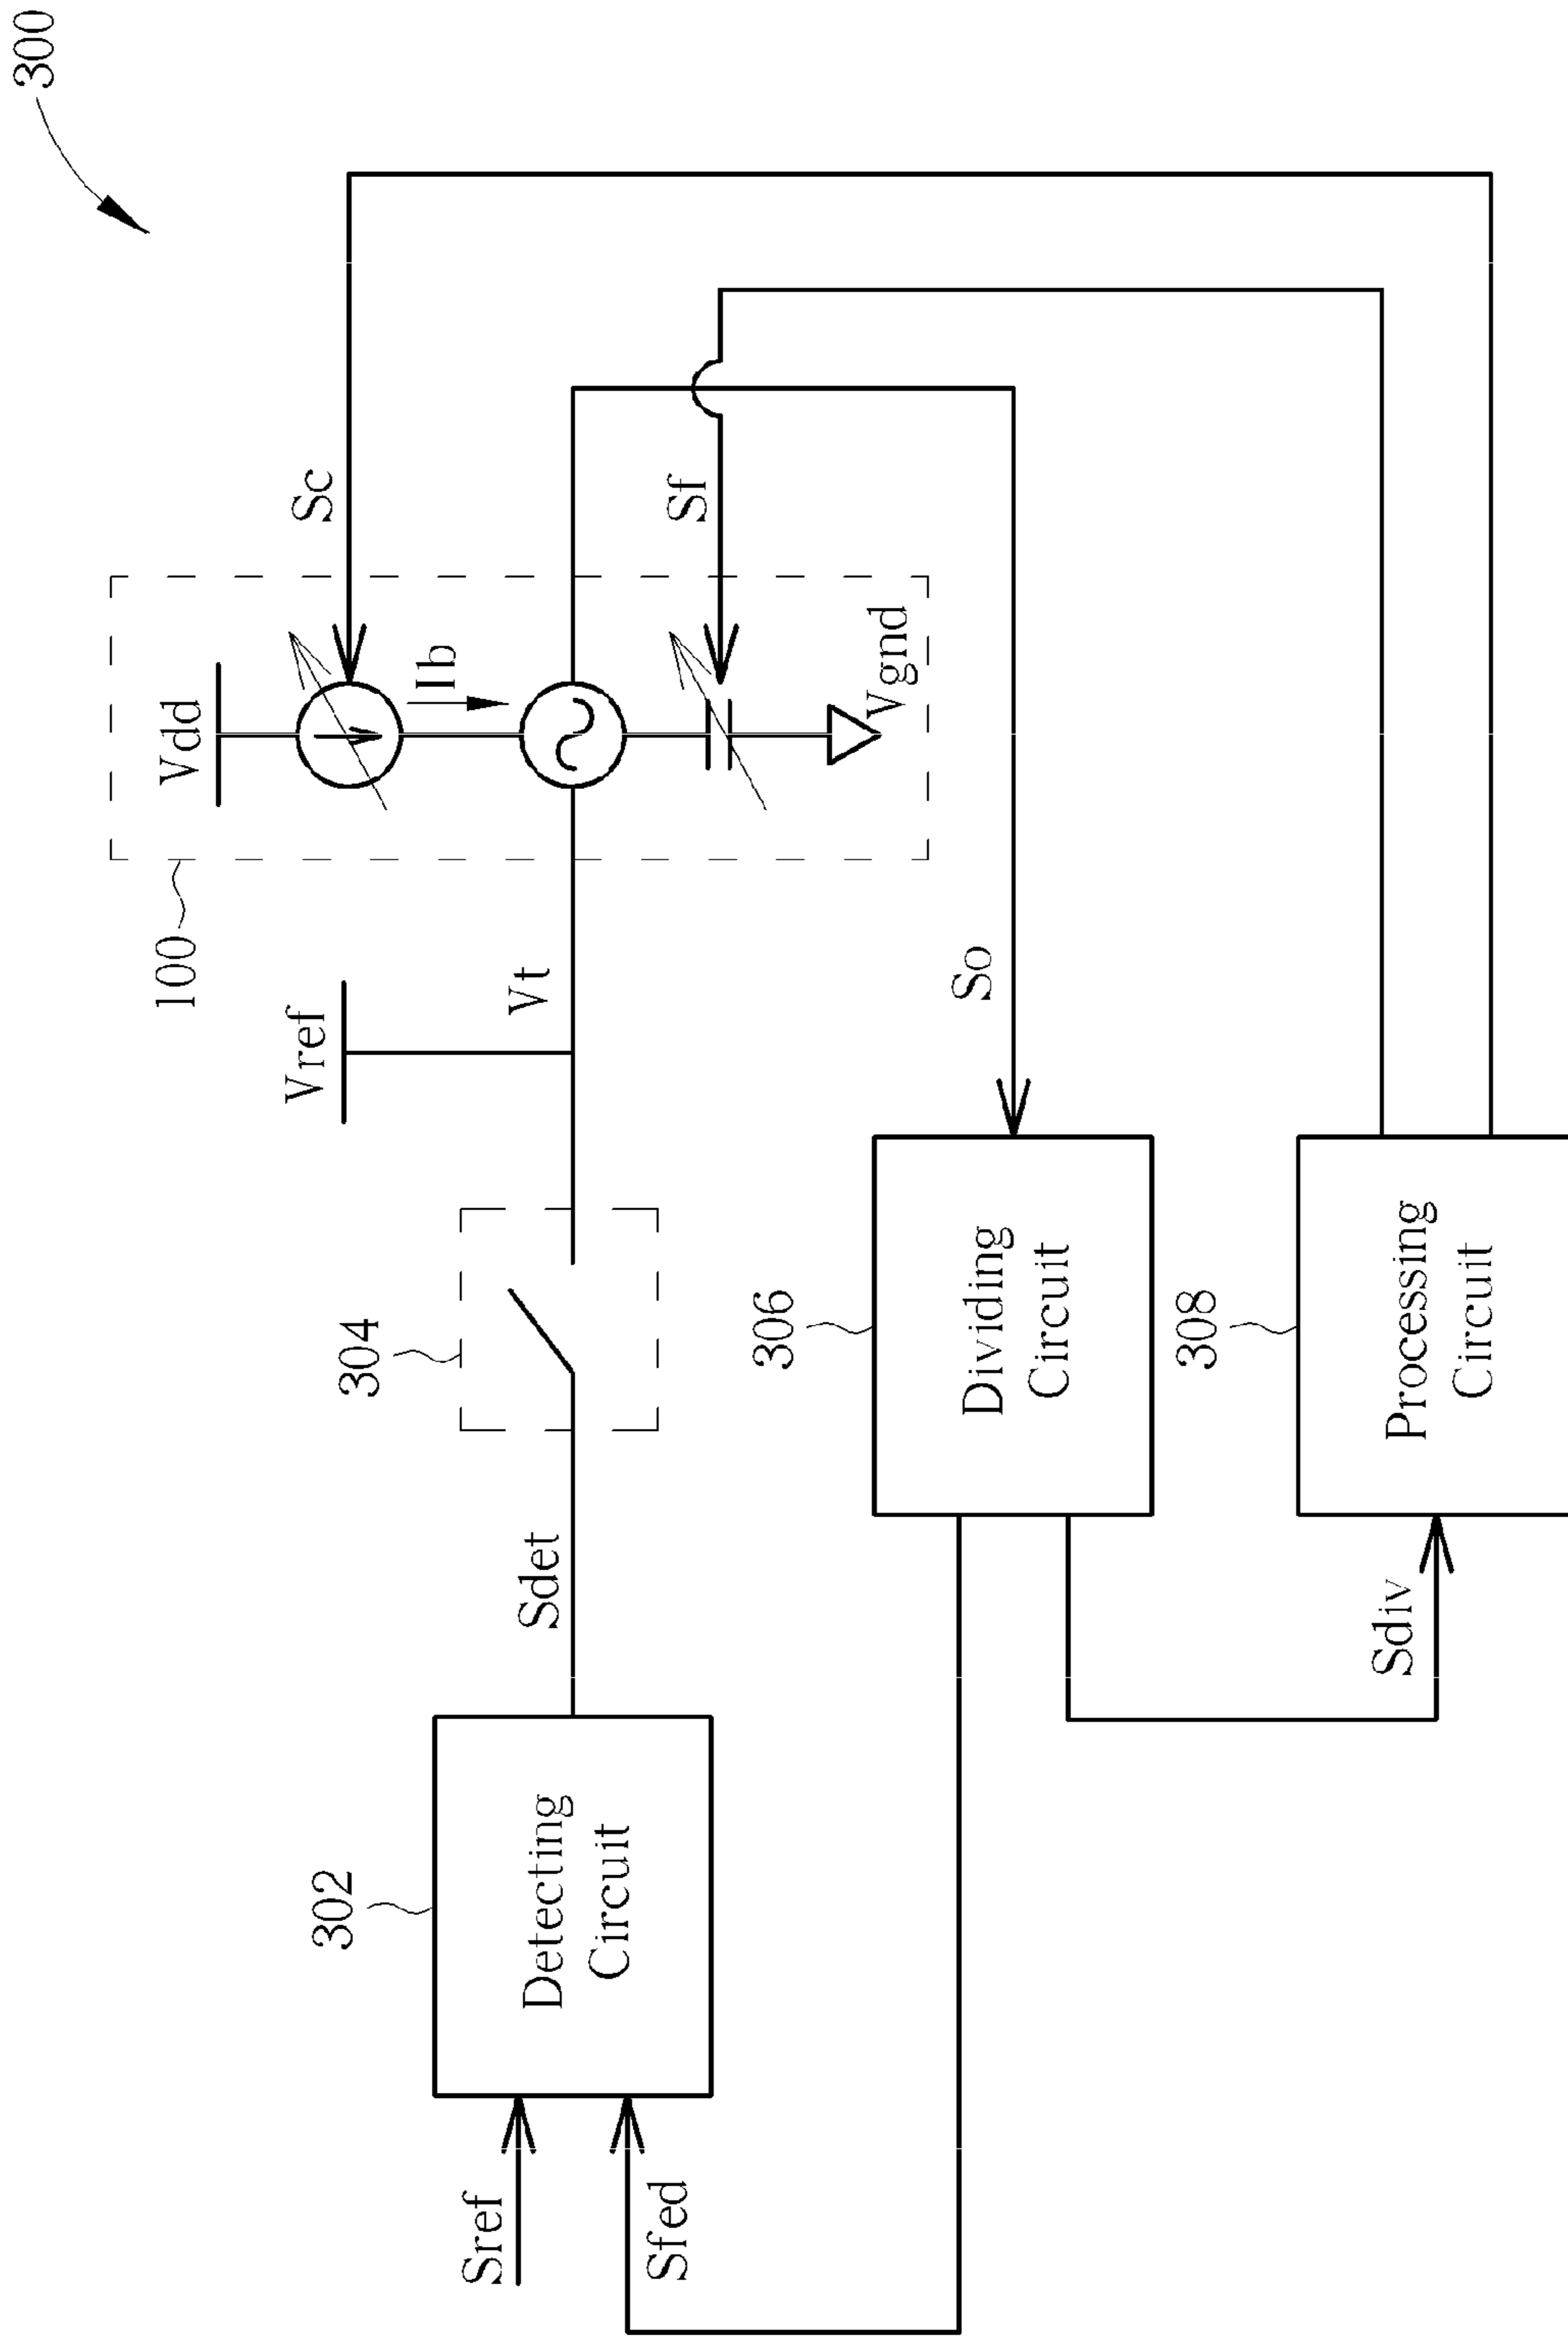 300
Vdd
Sc
100
Vref
Ib
Vt
Sf
Vgnd
304
Sdet
302
Detecting
Circuit
Sref
Sfed
So
306
Dividing
Circuit
308
Sdiv
Processing
Circuit